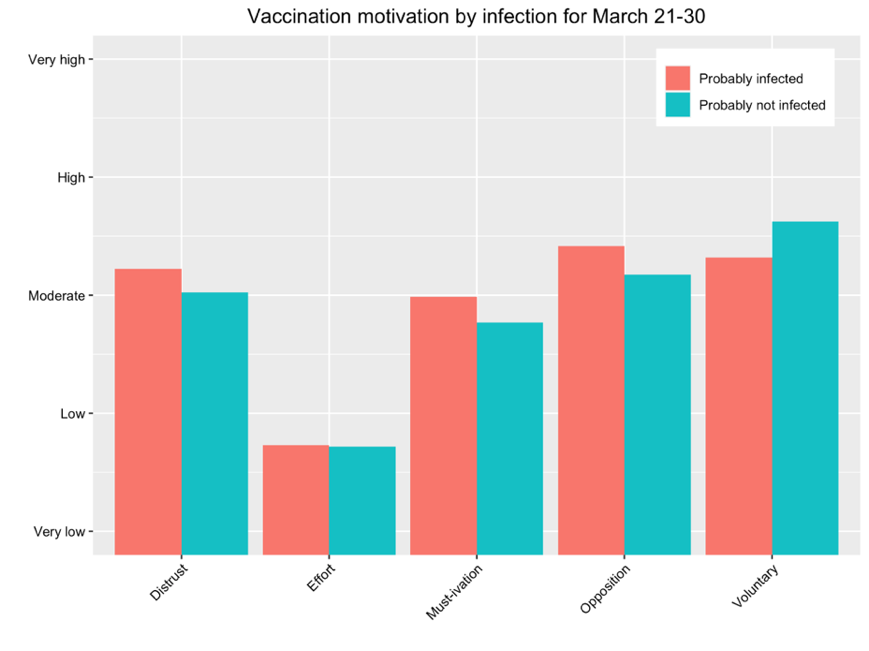 Vaccination motivation by infection for March 21-30
Very high
High
Moderate
Low
Very low
Probably infected
Probably not infected
Distrust
Effort
Must-ivation
Opposition
Voluntary